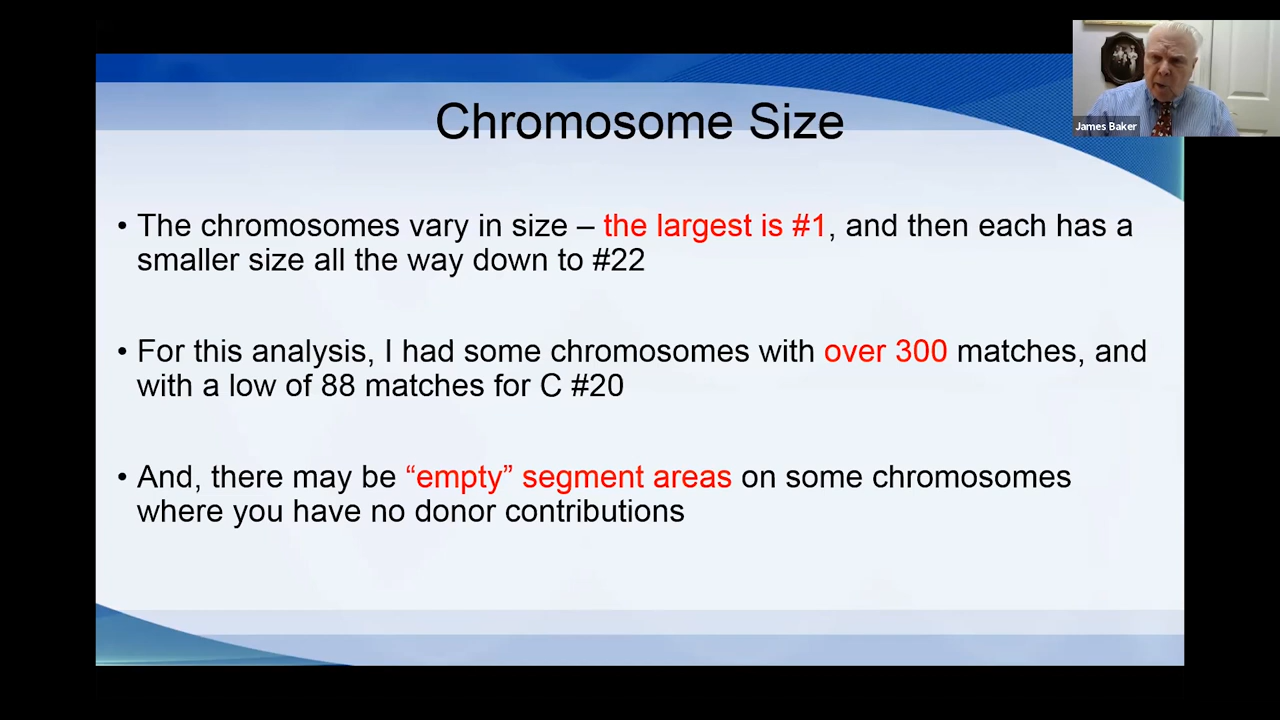 Chromosome Size
James Baker
• The chromosomes vary in size – the largest is #1, and then each has a
smaller size all the way down to #22
• For this analysis, I had some chromosomes with over 300 matches, and
with a low of 88 matches for C #20
• And, there may be “empty” segment areas on some chromosomes
where you have no donor contributions